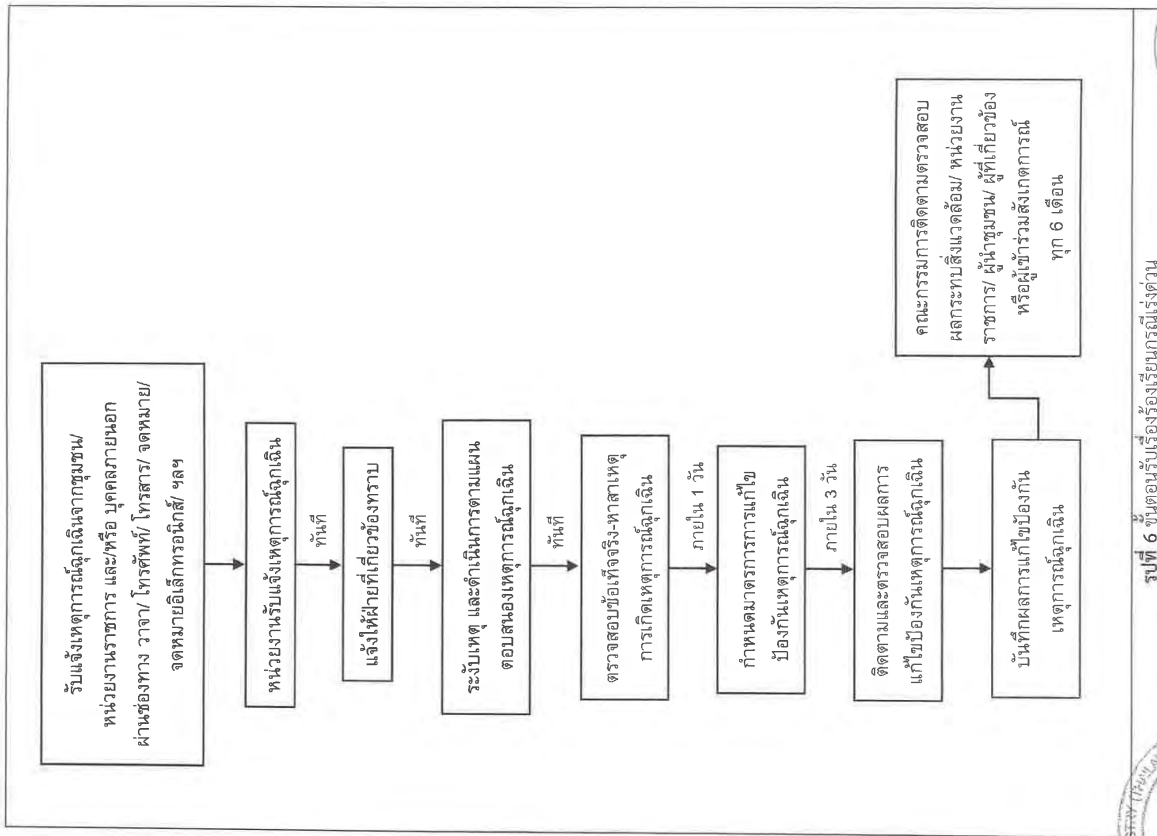 รับแจ้งเหตุการณ์ฉุกเฉินจากชุมชน/
หน่วยงานราชการ และ/หรือ บุคคลภายนอก
ผ่านช่องทาง วาจา/ โทรศัพท์/ โทรสาร/ จดหมาย/
จดหมายอิเล็กทรอนิกส์/ ฯลฯ
หน่วยงานรับแจ้งเหตุการณ์ฉุกเฉิน
ทันที
แจ้งให้ฝ่ายที่เกี่ยวข้องทราบ
ทันที
ระงับเหตุ และดำเนินการตามแผน
ตอบสนองเหตุการณ์ฉุกเฉิน
ทันที
ตรวจสอบข้อเท็จจริง-หาสาเหตุ
การเกิดเหตุการณ์ฉุกเฉิน
ภายใน 1 วัน
กำหนดมาตรการการแก้ไข
ป้องกันเหตุการณ์ฉุกเฉิน
ภายใน 3 วัน
ติดตามและตรวจสอบผลการ
แก้ไขป้องกันเหตุการณ์ฉุกเฉิน
บันทึกผลการแก้ไขป้องกัน
เหตุการณ์ฉุกเฉิน
คณะกรรมการติดตามตรวจสอบ
ผลกระทบสิ่งแวดล้อม/ หน่วยงาน
ราชการ/ ผู้นำชุมชน/ ผู้ที่เกี่ยวข้อง
หรือผู้เข้าร่วมสังเกตการณ์
ทุก 6 เดือน
รูปที่ 6 ขั้นตอนรับเรื่องร้องเรียนกรณีเร่งด่วน